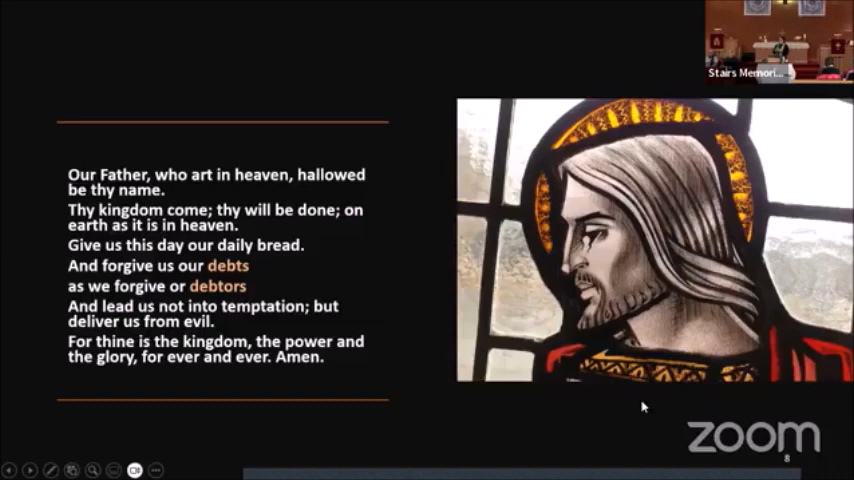 Stairs Memori...
Our Father, who art in heaven, hallowed
be thy name.
Thy kingdom come; thy will be done; on
earth as it is in heaven.
Give us this day our daily bread.
And forgive us our debts
as we forgive or debtors
And lead us not into temptation; but
deliver us from evil.
For thine is the kingdom, the power and
the glory, for ever and ever. Amen.
zoom
8